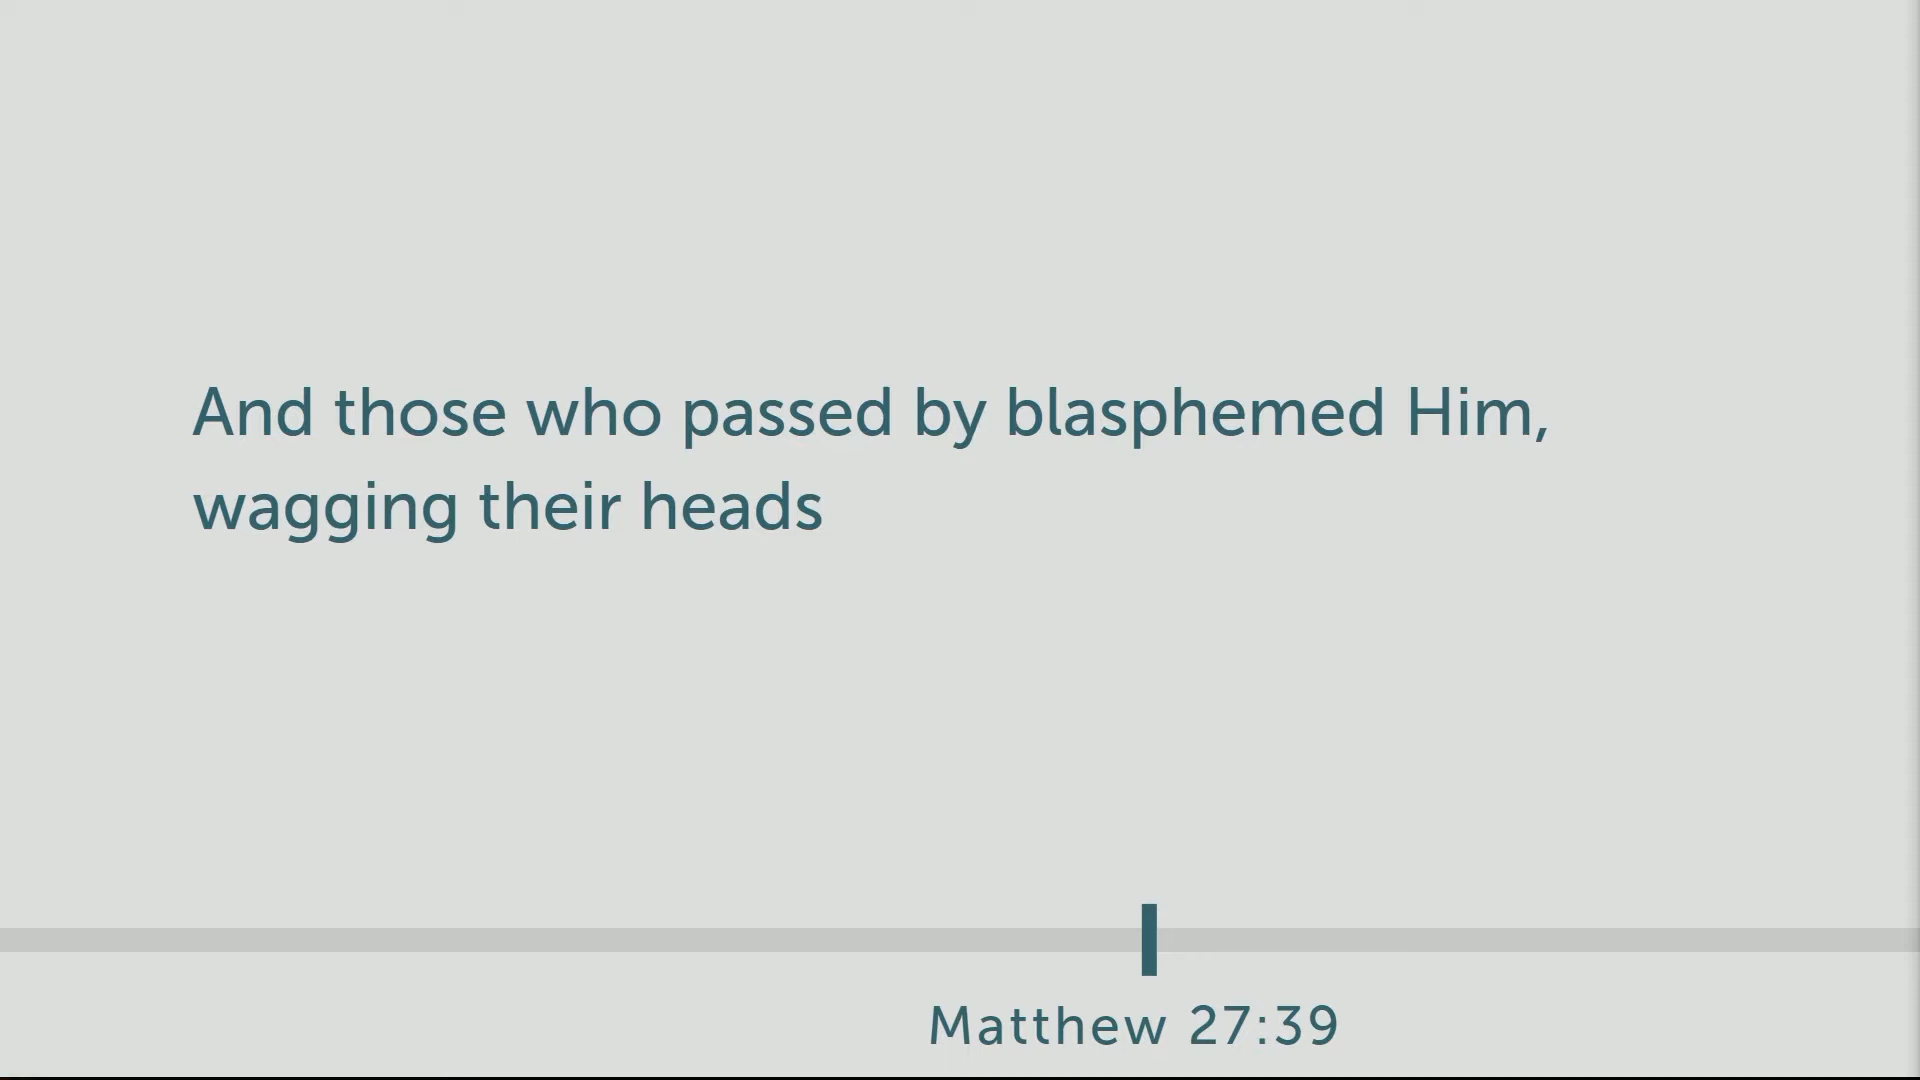 And those who passed by blasphemed Him,
wagging their heads
Matthew 27:39